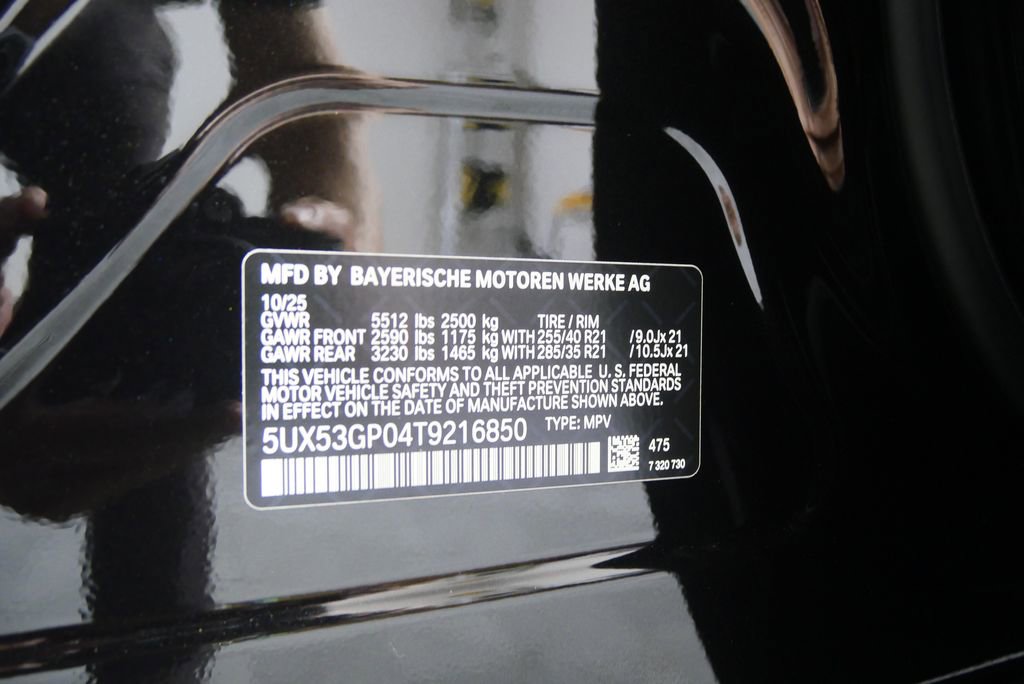 MFD BY BAYERISCHE MOTOREN WERKE AG
10/25
GVWR 5512 lbs 2500 kg TIRE / RIM
GAWR FRONT 2590 lbs 1175 kg WITH 255/40 R21 /9.0Jx 21
GAWR REAR 3230 lbs 1465 kg WITH 285/35 R21 /10.5Jx 21
THIS VEHICLE CONFORMS TO ALL APPLICABLE U. S. FEDERAL
MOTOR VEHICLE SAFETY AND THEFT PREVENTION STANDARDS
IN EFFECT ON THE DATE OF MANUFACTURE SHOWN ABOVE.
5UX53GP04T9216850 TYPE: MPV
475
7 320 730